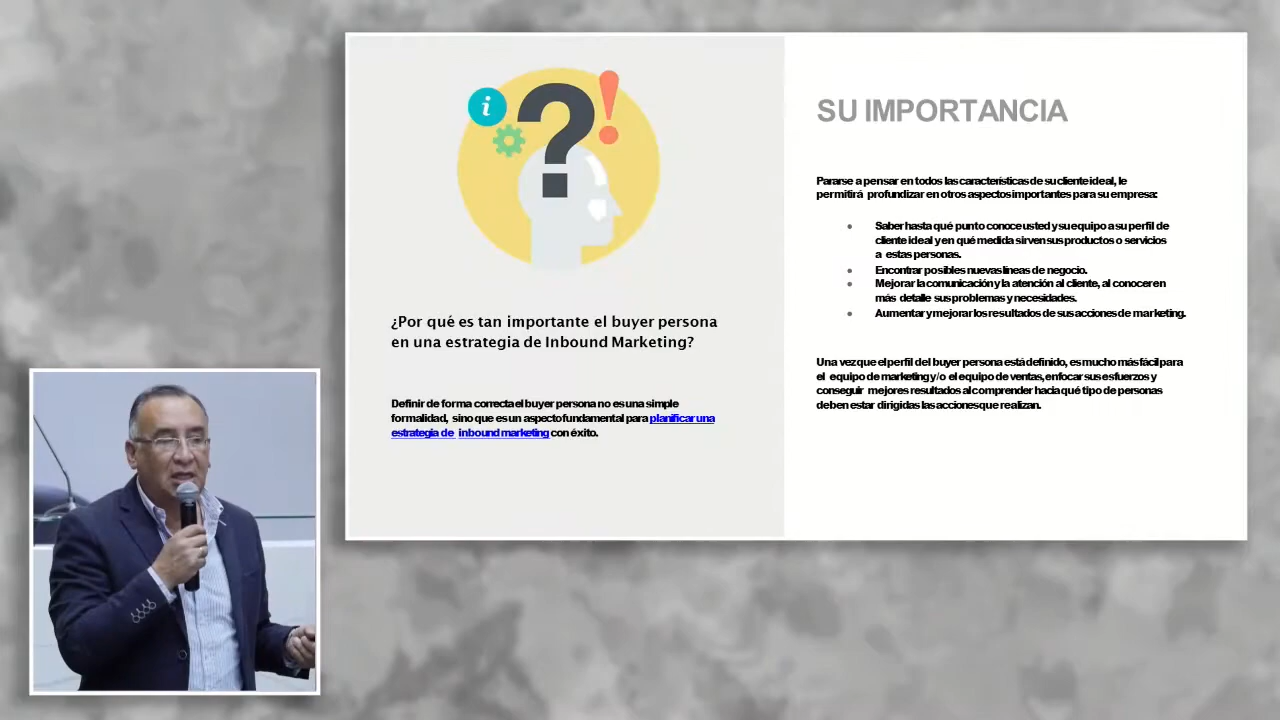 i
?
!
¿Por qué es tan importante el buyer persona
en una estrategia de Inbound Marketing?
Definir de forma correcta el buyer persona no es una simple
formalidad, sino que es un aspecto fundamental para planificar una
estrategia de inbound marketing con éxito.
SU IMPORTANCIA
Pararse a pensar en todos las características de su cliente ideal, le
permitirá profundizar en otros aspectos importantes para su empresa:
• Saber hasta qué punto conoce usted y su equipo a su perfil de
cliente ideal y en qué medida sirven sus productos o servicios
a estas personas.
• Encontrar posibles nuevas líneas de negocio.
• Mejorar la comunicación y la atención al cliente, al conocer en
más detalle sus problemas y necesidades.
• Aumentar y mejorar los resultados de sus acciones de marketing.
Una vez que el perfil del buyer persona está definido, es mucho más fácil para
el equipo de marketing y/o el equipo de ventas, enfocar sus esfuerzos y
conseguir mejores resultados al comprender hacia qué tipo de personas
deben estar dirigidas las acciones que realizan.